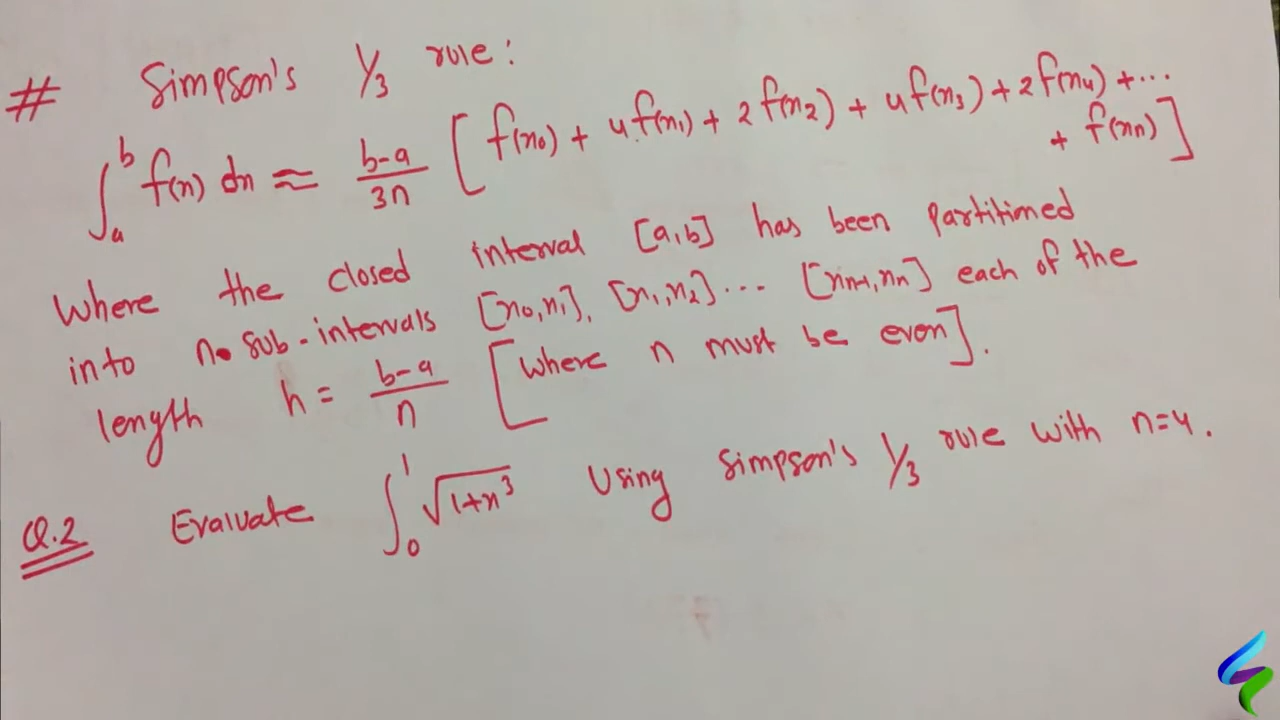 # Simpson's 1/3 rule:
∫_a^b f(x) dx ≈ (b-a)/(3n) [f(x₀) + 4f(x₁) + 2f(x₂) + 4f(x₃) + 2f(x₄) + ... + f(xₙ)]
Where the closed interval [a,b] has been partitioned
into n sub-intervals [x₀,x₁], [x₁,x₂]... [xₙ₋₁,xₙ] each of the
length h = (b-a)/n [where n must be even].
Q.2 Evaluate ∫_0^1 √(1+x³) Using Simpson's 1/3 rule with n=4.